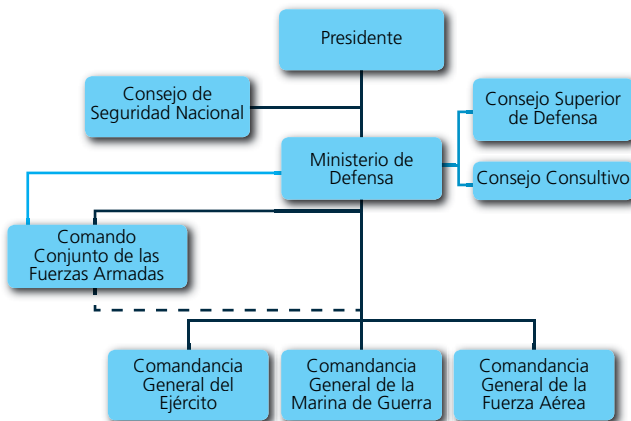 Presidente
Consejo de
Seguridad Nacional
Consejo Superior
de Defensa
Ministerio de
Defensa
Consejo Consultivo
Comando
Conjunto de las
Fuerzas Armadas
Comandancia
General del
Ejército
Comandancia
General de la
Marina de Guerra
Comandancia
General de la
Fuerza Aérea